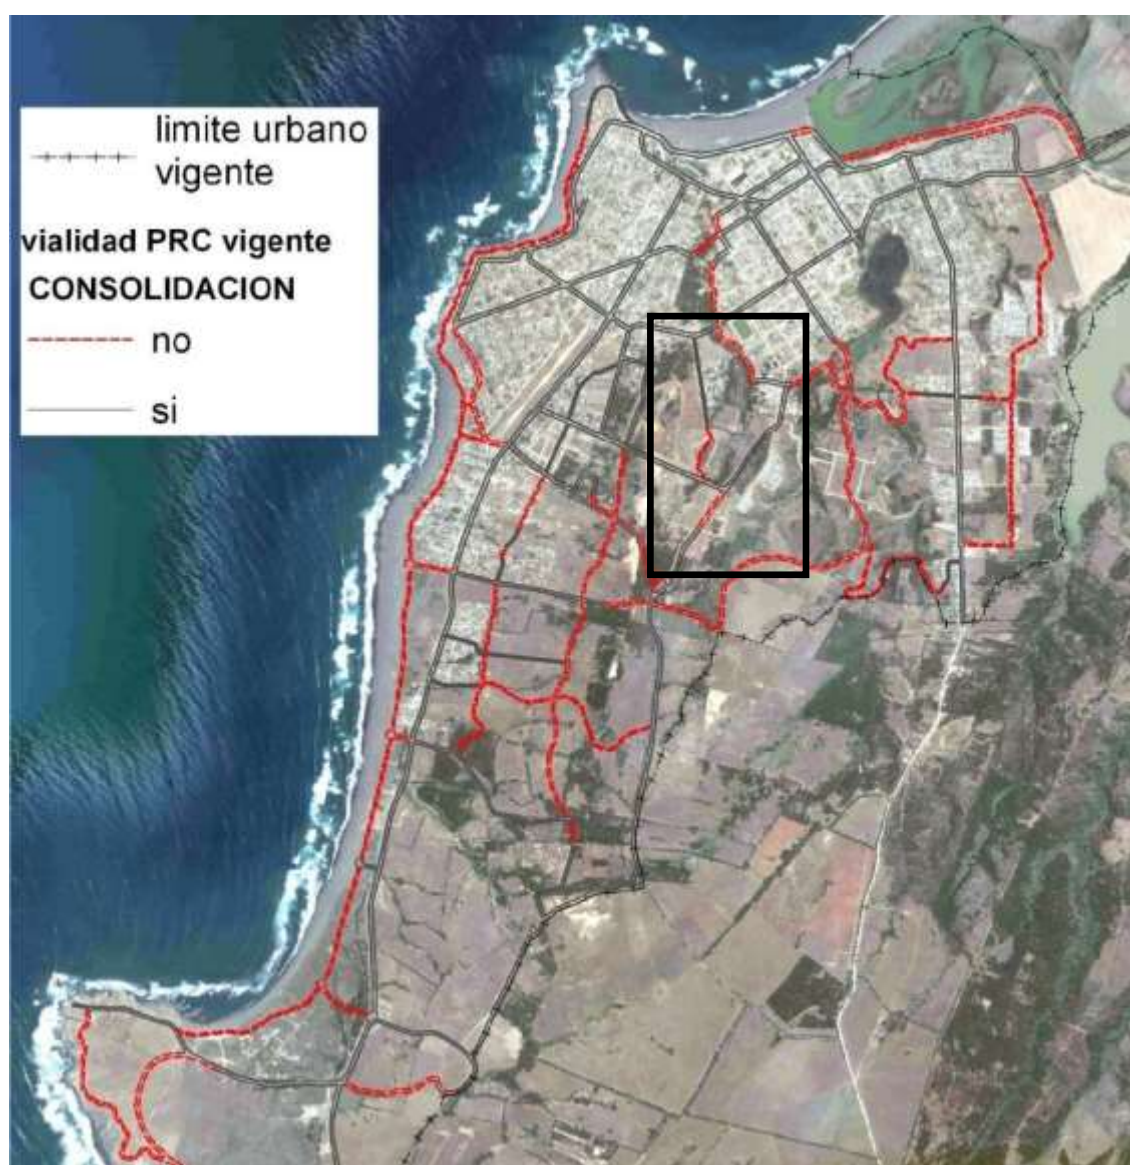 limite urbano
vigente
vialidad PRC vigente
CONSOLIDACION
no
si